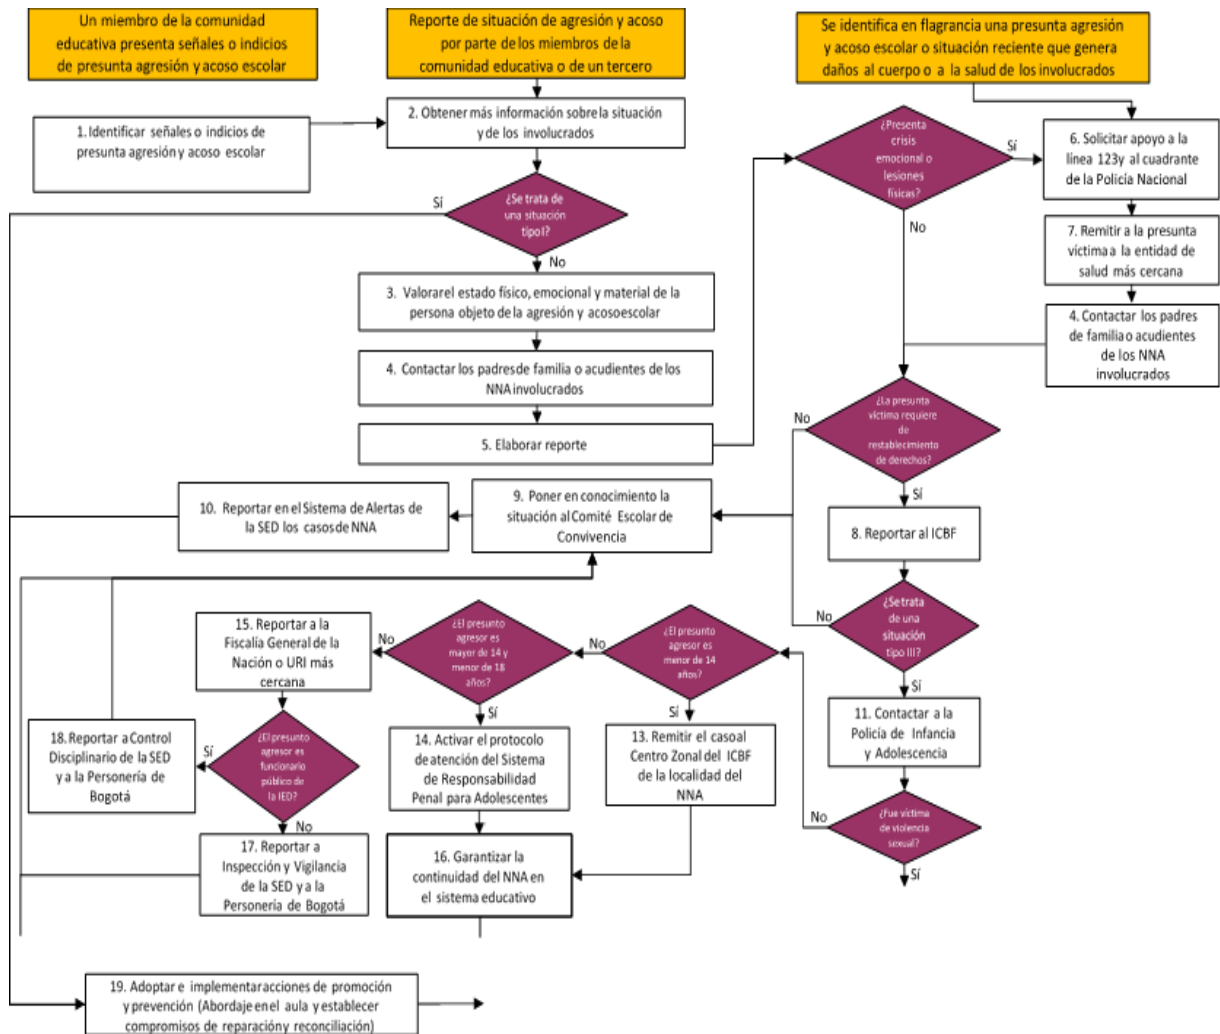 Un miembro de la comunidad
educativa presenta señales o indicios
de presunta agresión y acoso escolar
Reporte de situación de agresión y acoso
por parte de los miembros de la
comunidad educativa o de un tercero
Se identifica en flagrancia una presunta agresión
y acoso escolar o situación reciente que genera
daños al cuerpo o a la salud de los involucrados
1. Identificar señales o indicios de
presunta agresión y acoso escolar
2. Obtener más información sobre la situación
y de los involucrados
¿Presenta
crisis
emocional o
lesiones
físicas?
Sí
No
6. Solicitar apoyo a la
línea 123y al cuadrante
de la Policía Nacional
¿Se trata de
una situación
tipo I?
Sí
No
7. Remitir a la presunta
víctima a la entidad de
salud más cercana
3. Valorar el estado físico, emocional y material de la
persona objeto de la agresión y acoso escolar
4. Contactar los padres
de familia o acudientes
de los NNA
involucrados
4. Contactar los padres de familia o acudientes de los
NNA involucrados
5. Elaborar reporte
¿La presunta
víctima requiere
de
restablecimiento
de derechos?
No
Sí
10. Reportar en el Sistema de Alertas de
la SED los casos de NNA
9. Poner en conocimiento la
situación al Comité Escolar de
Convivencia
8. Reportar al ICBF
¿Se trata
de una
situación
tipo III?
No
Sí
15. Reportar a la
Fiscalía General de la
Nación o URI más
cercana
No
¿El presunto
agresor es
mayor de 14 y
menor de 18
años?
Sí
No
¿El presunto
agresor es
menor de 14
años?
Sí
No
11. Contactar a la
Policía de Infancia
y Adolescencia
18. Reportar a Control
Disciplinario de la SED
y a la Personería de
Bogotá
Sí
¿El presunto
agresor es
funcionario
público de
la IED?
No
14. Activar el protocolo
de atención del Sistema
de Responsabilidad
Penal para Adolescentes
13. Remitir el caso al
Centro Zonal del ICBF
de la localidad del
NNA
No
¿Fue víctima
de violencia
sexual?
Sí
17. Reportar a
Inspección y Vigilancia
de la SED y a la
Personería de Bogotá
16. Garantizar la
continuidad del NNA en
el sistema educativo
19. Adoptar e implementar acciones de promoción
y prevención (Abordaje en el aula y establecer
compromisos de reparación y reconciliación)